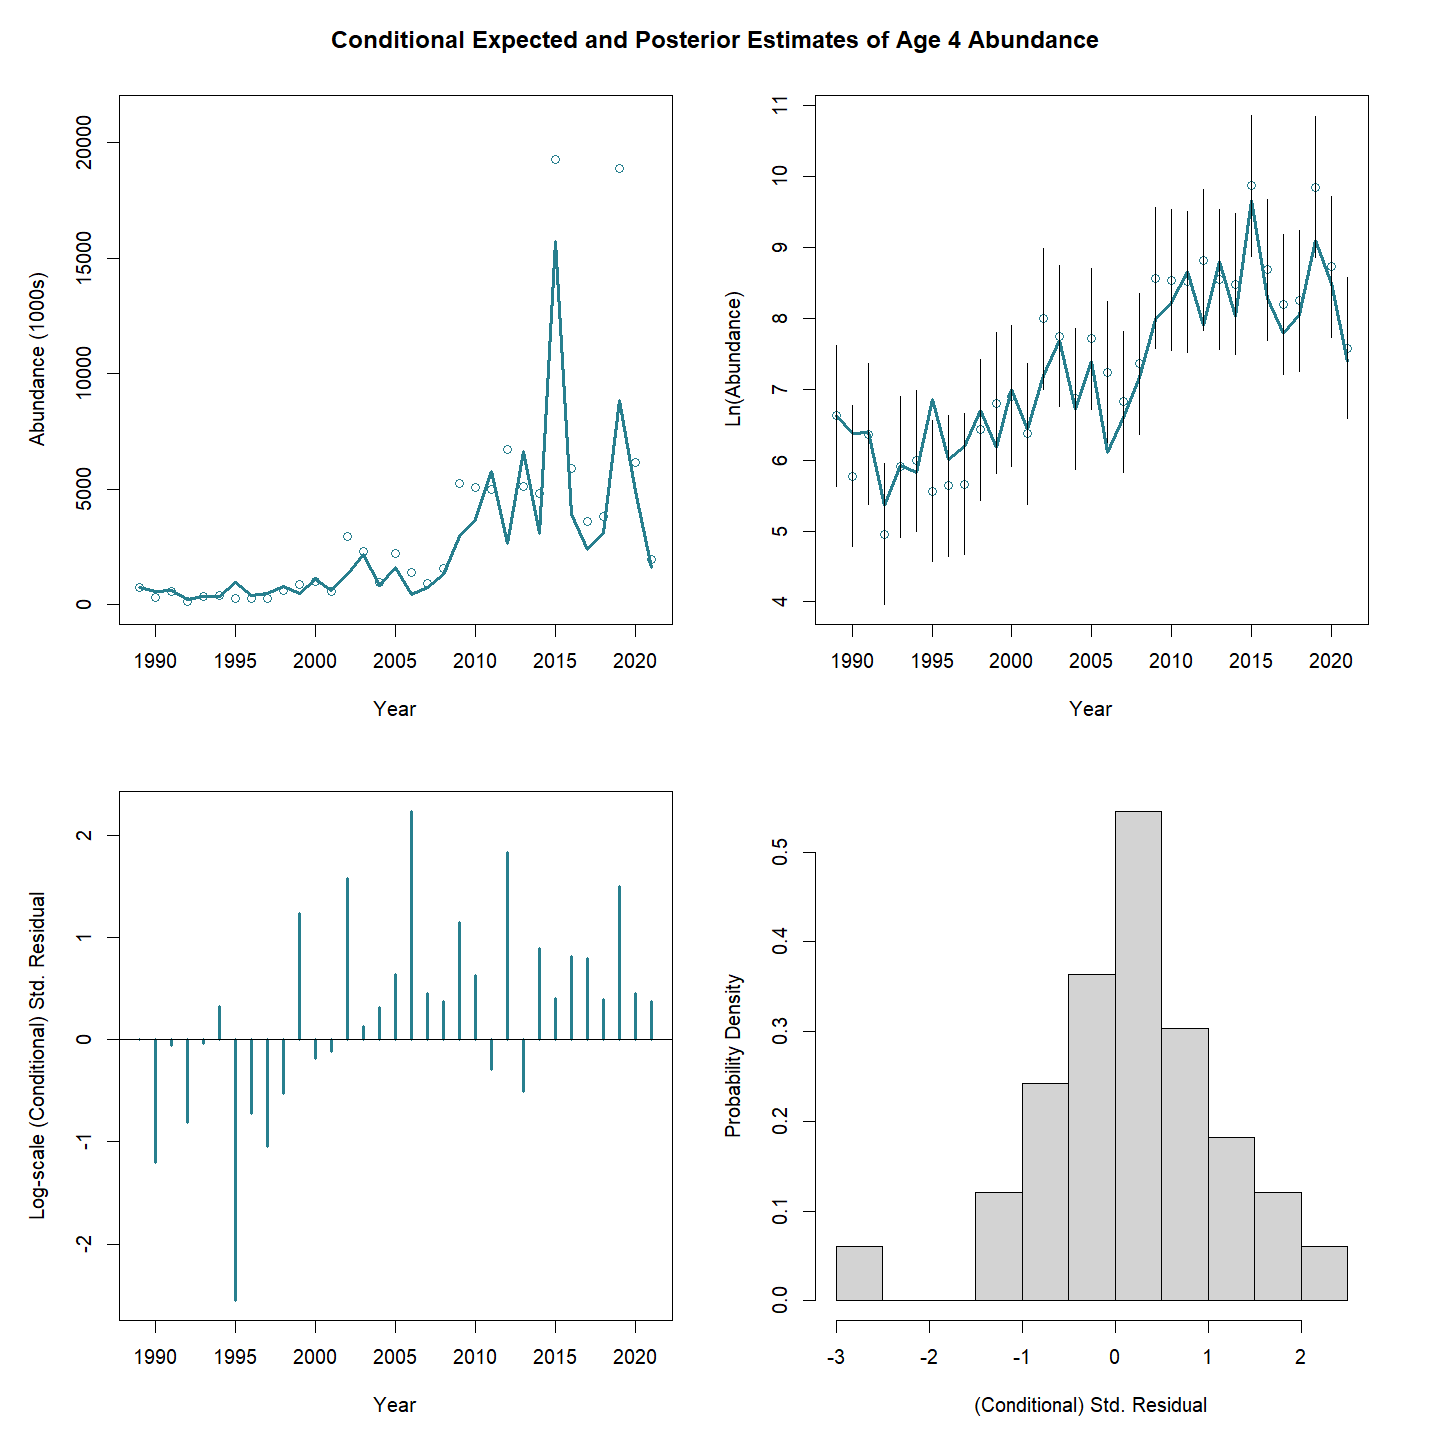 Conditional Expected and Posterior Estimates of Age 4 Abundance
Abundance (1000s)
20000
15000
10000
5000
0
1990 1995 2000 2005 2010 2015 2020
Year
Ln(Abundance)
11
10
9
8
7
6
5
4
1990 1995 2000 2005 2010 2015 2020
Year
Log-scale (Conditional) Std. Residual
2
1
0
-1
-2
1990 1995 2000 2005 2010 2015 2020
Year
Probability Density
0.5
0.4
0.3
0.2
0.1
0.0
-3 -2 -1 0 1 2
(Conditional) Std. Residual